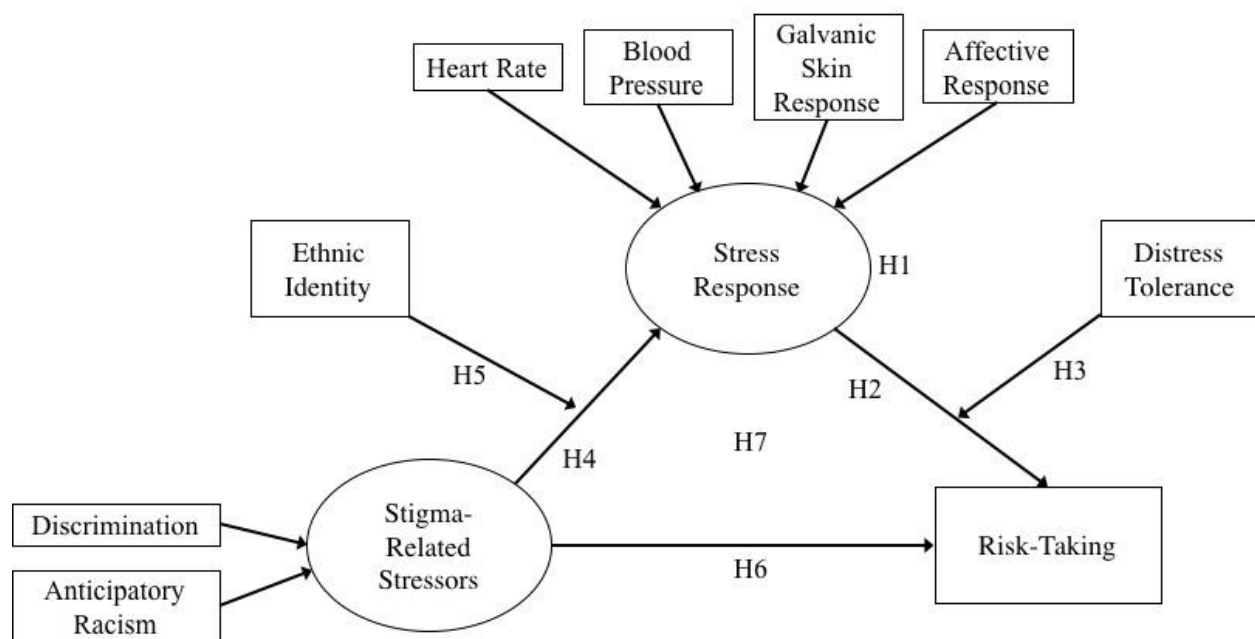 Heart Rate
Blood
Pressure
Galvanic
Skin
Response
Affective
Response
Ethnic
Identity
Stress
Response
H1
Distress
Tolerance
H5
H2
H3
H4
H7
Discrimination
Anticipatory
Racism
Stigma-
Related
Stressors
H6
Risk-Taking